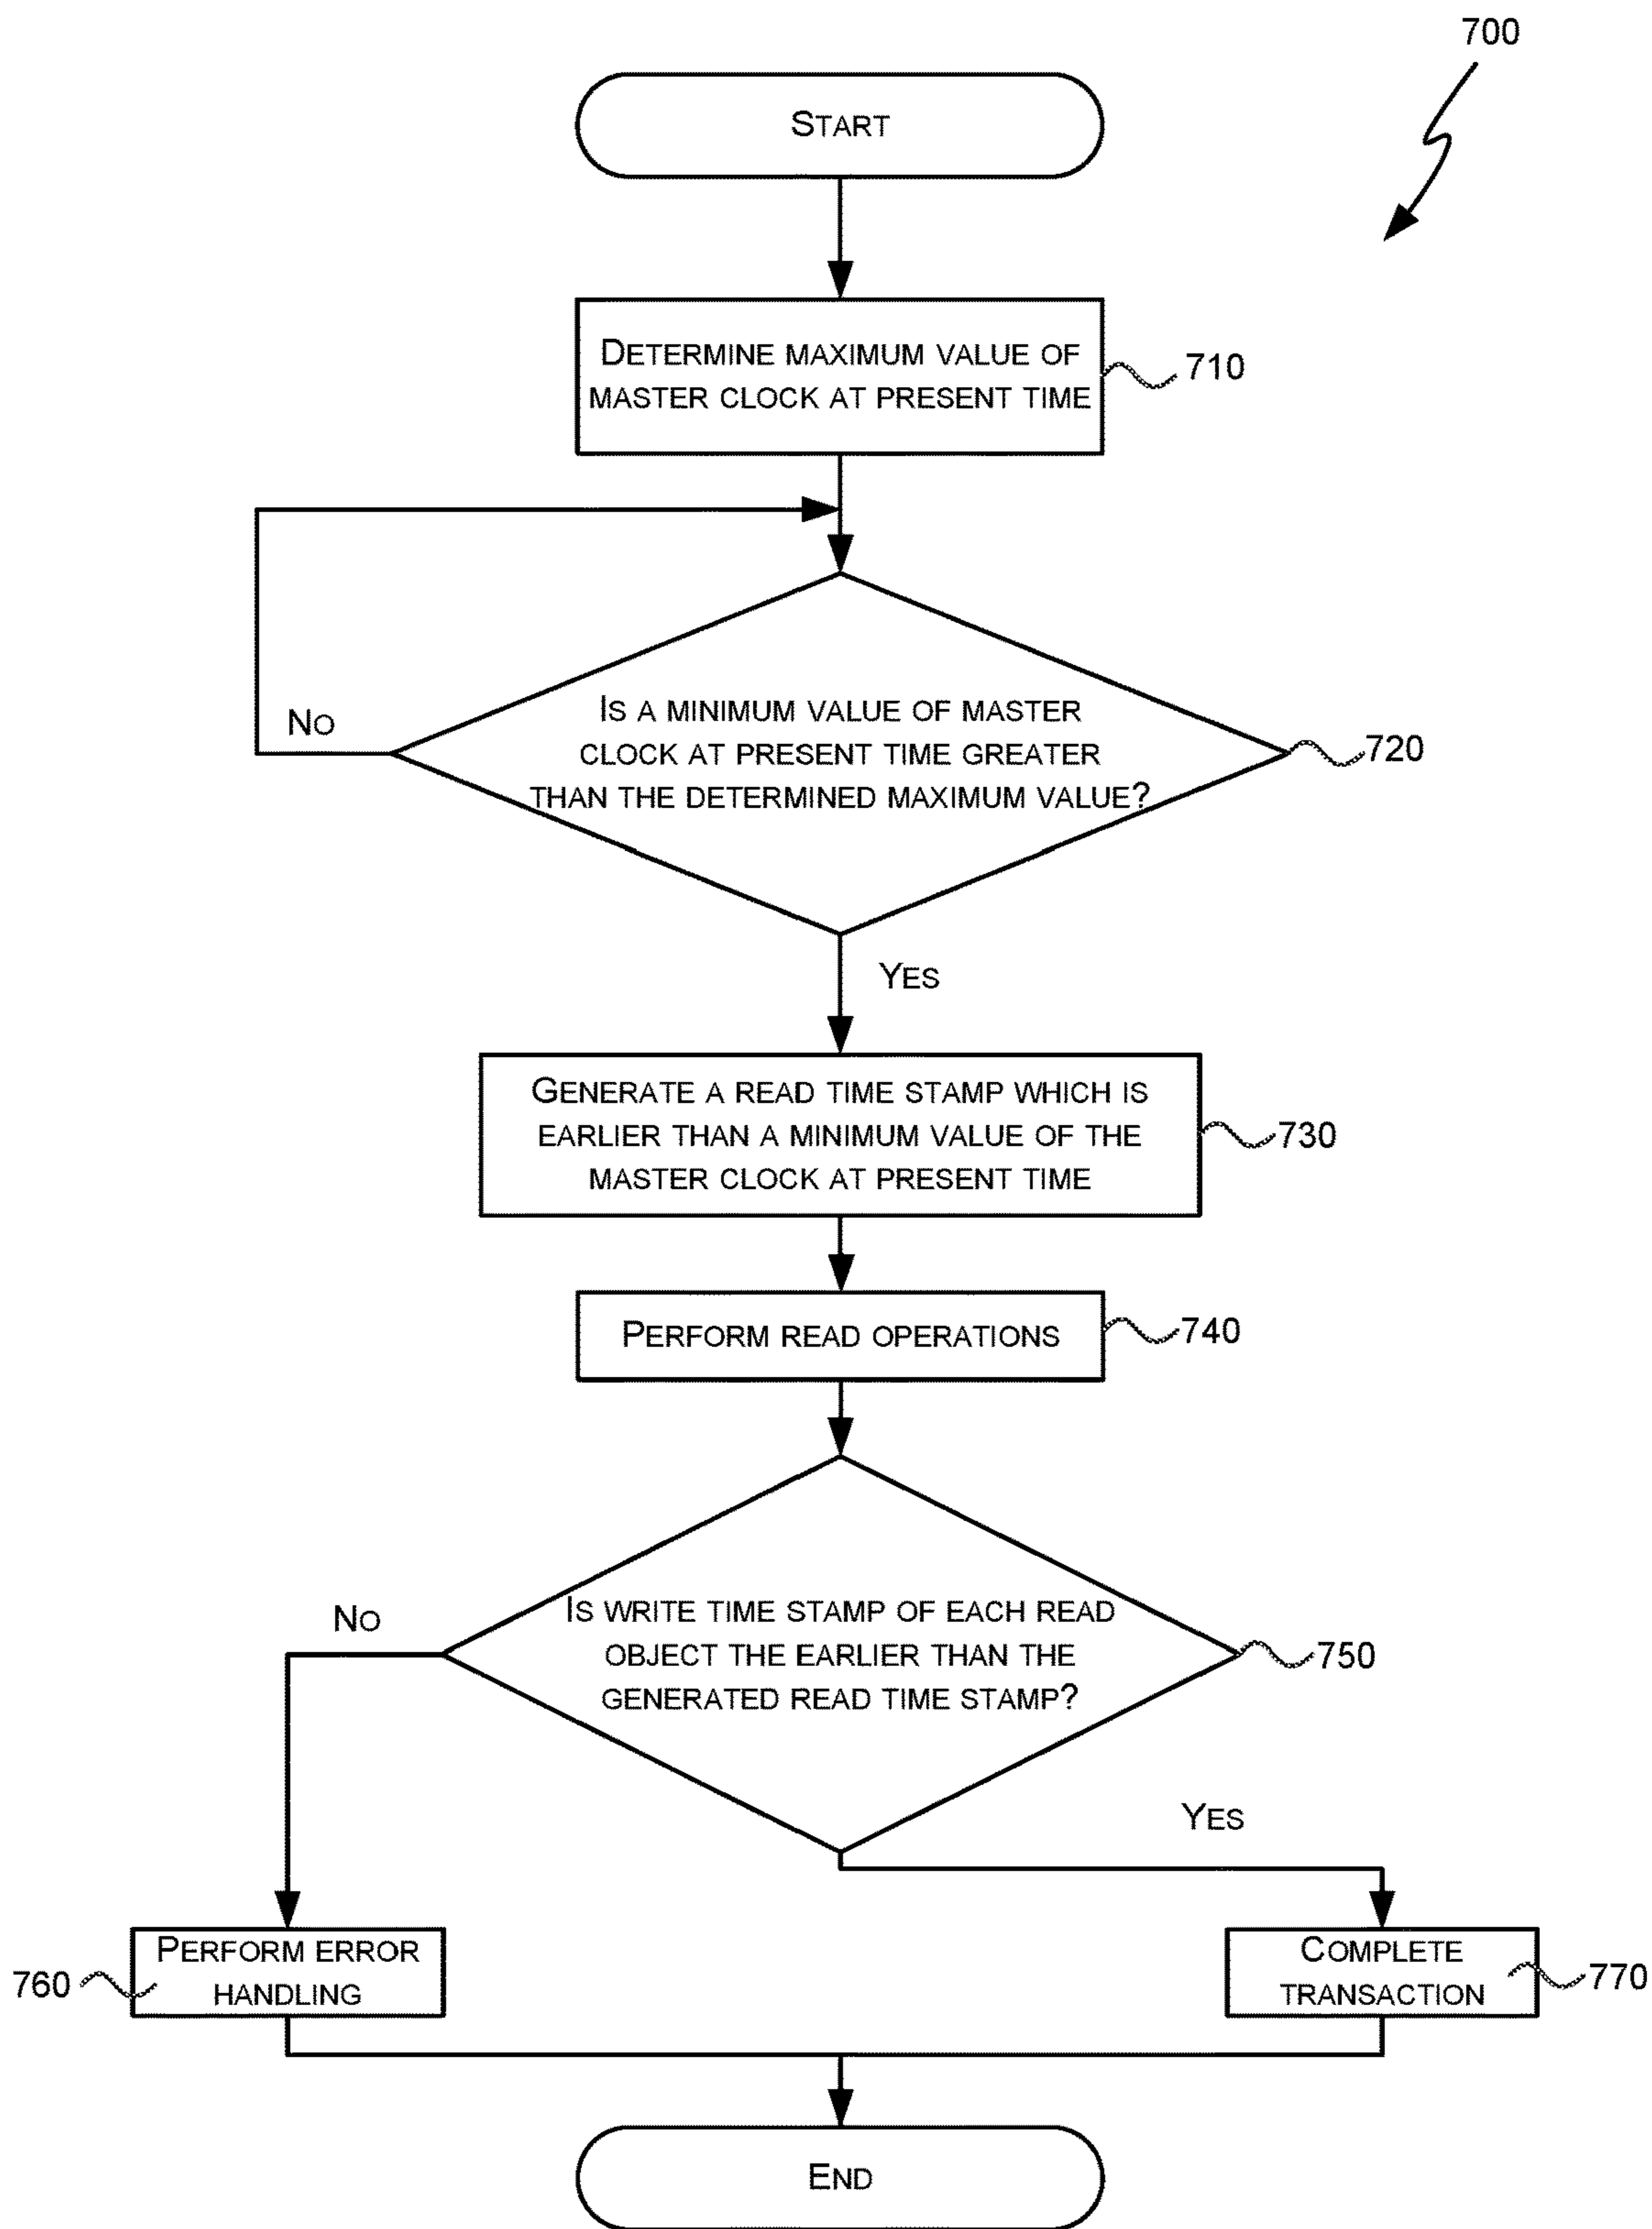 700
START
DETERMINE MAXIMUM VALUE OF
MASTER CLOCK AT PRESENT TIME
710
IS A MINIMUM VALUE OF MASTER
CLOCK AT PRESENT TIME GREATER
THAN THE DETERMINED MAXIMUM VALUE?
NO
720
YES
GENERATE A READ TIME STAMP WHICH IS
EARLIER THAN A MINIMUM VALUE OF THE
MASTER CLOCK AT PRESENT TIME
730
PERFORM READ OPERATIONS
740
IS WRITE TIME STAMP OF EACH READ
OBJECT THE EARLIER THAN THE
GENERATED READ TIME STAMP?
NO
750
YES
PERFORM ERROR
HANDLING
760
COMPLETE
TRANSACTION
770
END